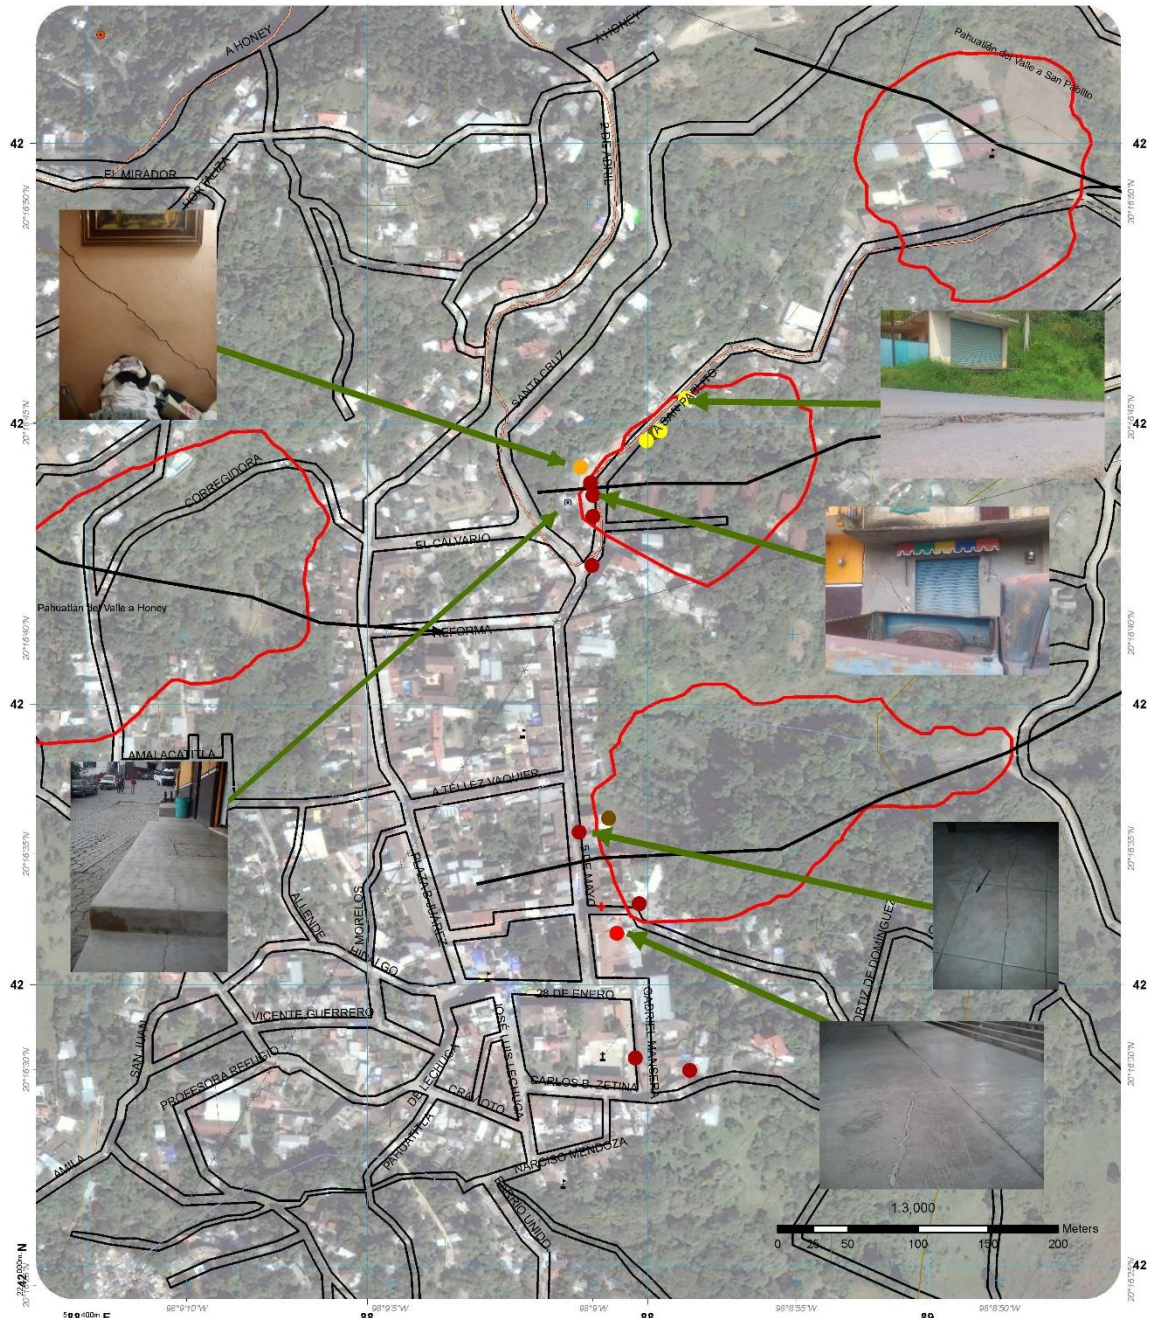 A HONEY
A HONEY
Pahuatlán del Valle a San Pablito
42
42
2 DE ABRIL
EL MIRADOR
HORTALIZA
20°16'50"N
20°16'50"N
SANTA CRUZ
A SAN PABLITO
42
42
20°16'45"N
20°16'45"N
CORREGIDORA
EL CALVARIO
Pahuatlán del Valle a Honey
REFORMA
20°16'40"N
20°16'40"N
42
42
AMALACATITLA
A.TÉLLEZ VAQUIER
20°16'35"N
20°16'35"N
PLAZA B. JUÁREZ
5 DE MAYO
ALLENDE
MORELOS
HIDALGO
ORTIZ DE DOMINGUEZ
42
42
28 DE ENERO
GABRIEL MANSERA
VICENTE GUERRERO
JOSÉ LUIS LECHUGA
SAN JUAN
PROFESORA REFUGIO
DE LECHUGA
CARLOS B. ZETINA
CRAVIOTO
20°16'30"N
20°16'30"N
PAHUATITLA
NARCISO MENDOZA
AMILA
BARRIO UNIDO
1:3,000
Meters
0 25 50 100 150 200
42
20°16'25"N
98°9'10"W
98°9'5"W
98°9'W
98°8'55"W
98°8'50"W
88
88
89